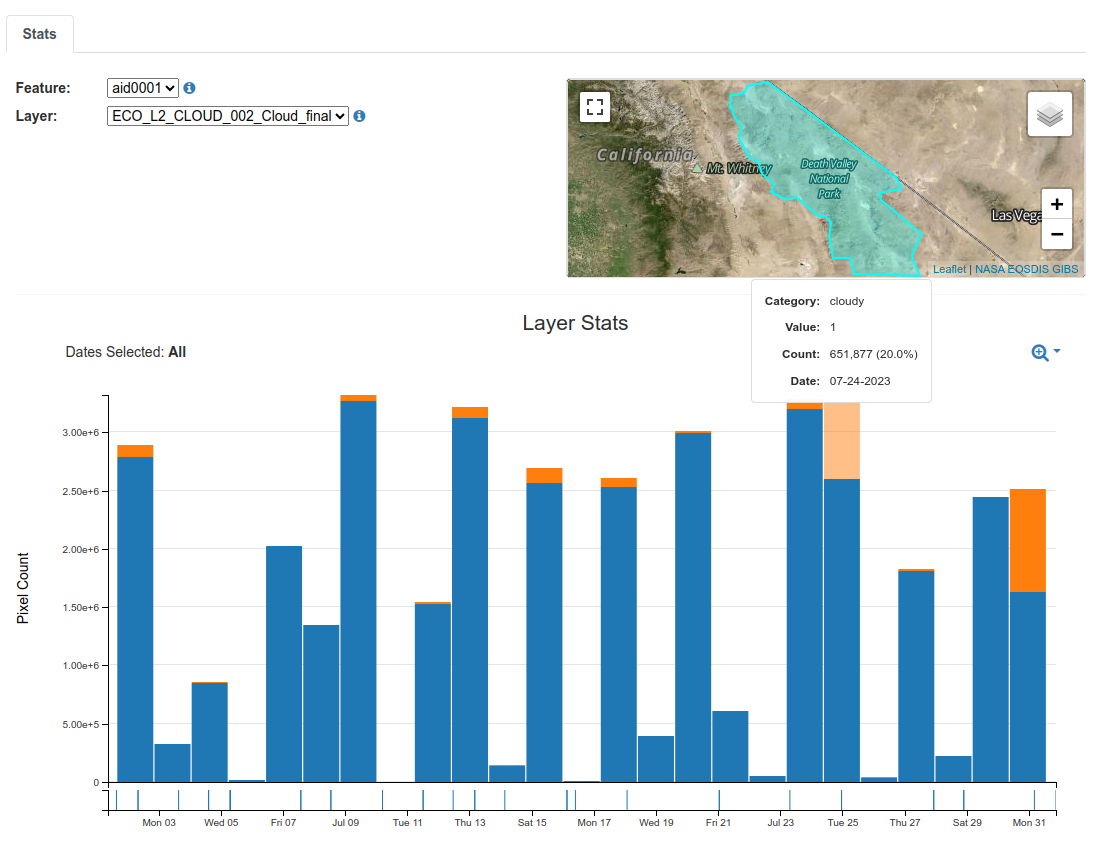 Stats
Feature: aid0001
Layer: ECO_L2_CLOUD_002_Cloud_final
California
Mt. Whitney
Death Valley
National
Park
Las Vega
+
−
Leaflet | NASA EOSDIS GIBS
Category: cloudy
Value: 1
Count: 651,877 (20.0%)
Date: 07-24-2023
Layer Stats
Dates Selected: All
Pixel Count
3.00e+6
2.50e+6
2.00e+6
1.50e+6
1.00e+6
5.00e+5
0
Mon 03 Wed 05 Fri 07 Jul 09 Tue 11 Thu 13 Sat 15 Mon 17 Wed 19 Fri 21 Jul 23 Tue 25 Thu 27 Sat 29 Mon 31